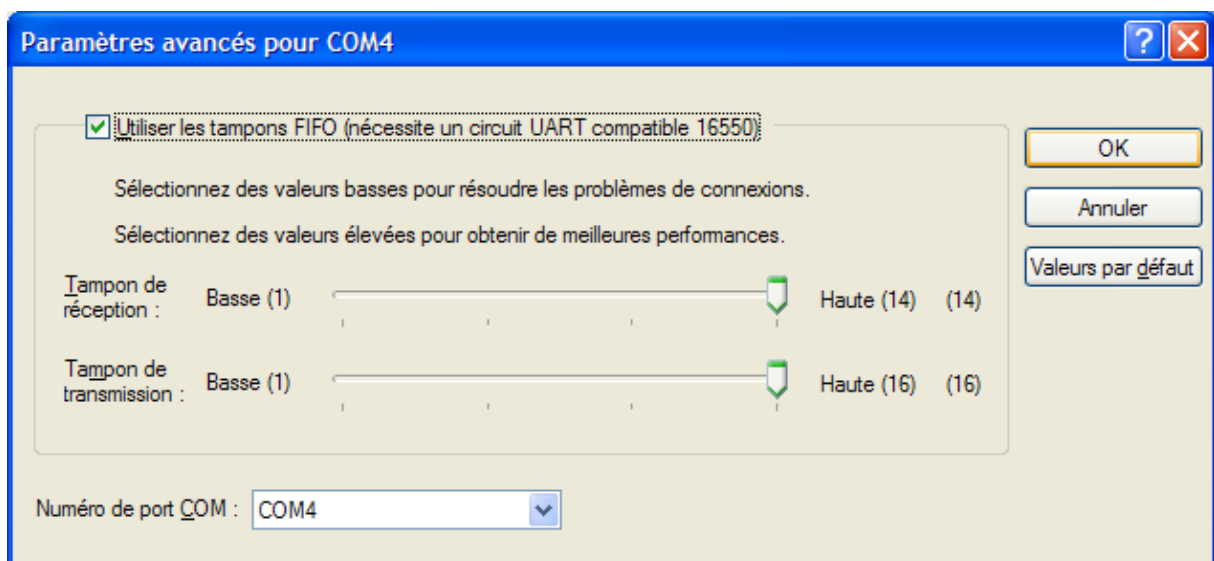 Paramètres avancés pour COM4
Utiliser les tampons FIFO (nécessite un circuit UART compatible 16550)
OK
Sélectionnez des valeurs basses pour résoudre les problèmes de connexions.
Annuler
Sélectionnez des valeurs élevées pour obtenir de meilleures performances.
Valeurs par défaut
Tampon de
réception :
Basse (1)
Haute (14)
(14)
Tampon de
transmission :
Basse (1)
Haute (16)
(16)
Numéro de port COM :
COM4